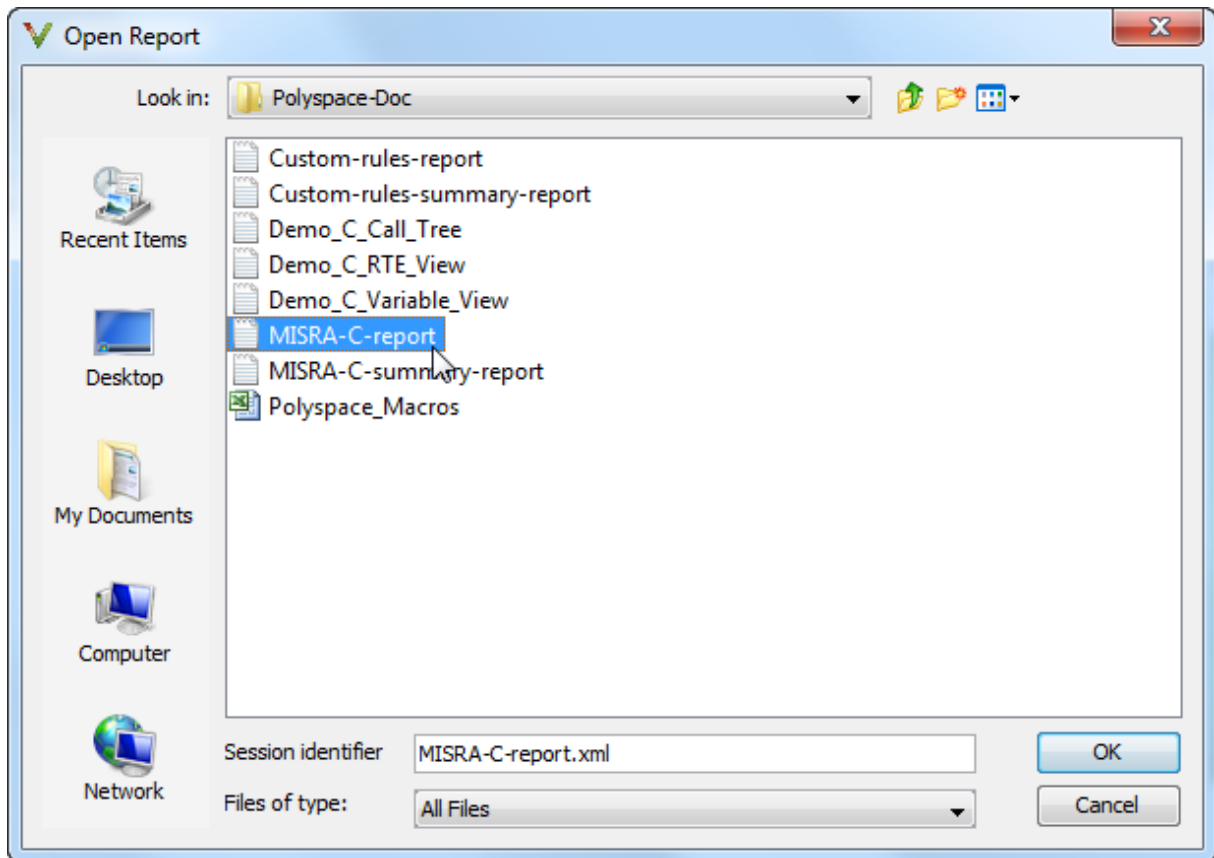 Open Report
Look in: Polyspace-Doc
Custom-rules-report
Custom-rules-summary-report
Demo_C_Call_Tree
Demo_C_RTE_View
Demo_C_Variable_View
MISRA-C-report
MISRA-C-summary-report
Polyspace_Macros
Recent Items
Desktop
My Documents
Computer
Network
Session identifier MISRA-C-report.xml OK
Files of type: All Files Cancel